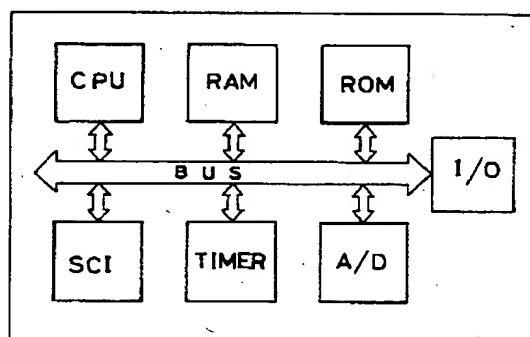 CPU RAM ROM
BUS
I/O
SCI TIMER A/D